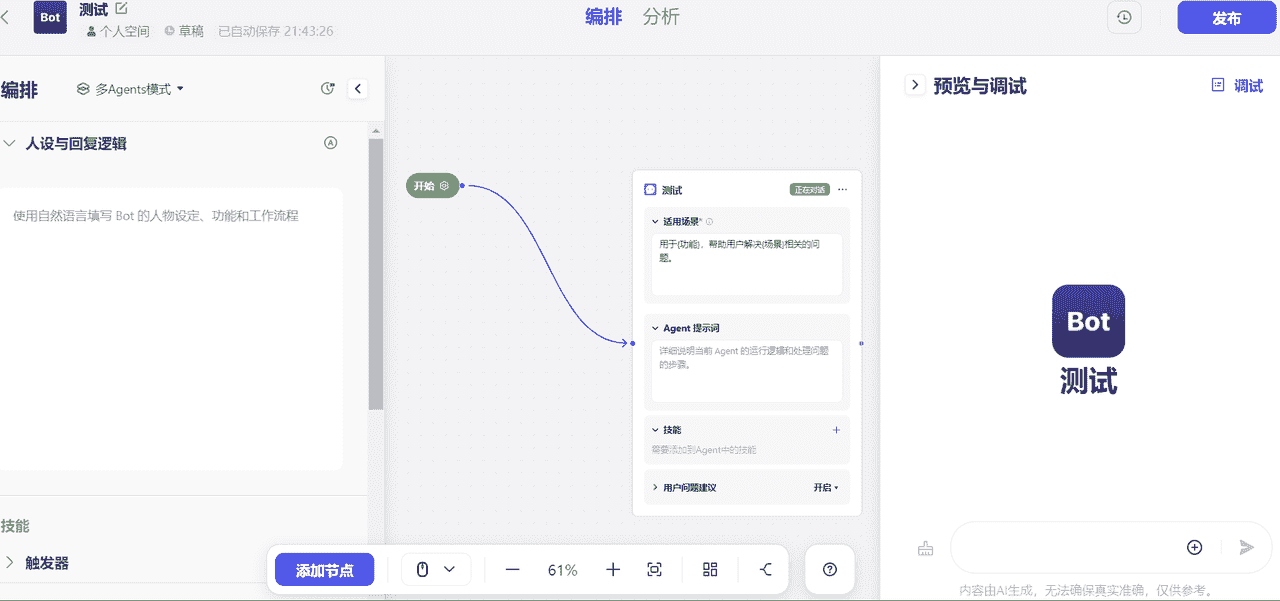 Bot
测试
个人空间 草稿 已自动保存 21:43:26
编排 分析
发布
编排
多Agents模式
人设与回复逻辑
使用自然语言填写 Bot 的人物设定、功能和工作流程
技能
触发器
开始
测试
正在对话
适用场景*
用于{功能}，帮助用户解决{场景}相关的问
题。
Agent 提示词
详细说明当前 Agent 的运行逻辑和处理问题
的步骤。
技能
需要添加到Agent中的技能
用户问题建议
开启
添加节点
61%
预览与调试
调试
Bot
测试
内容由AI生成，无法确保真实准确，仅供参考。